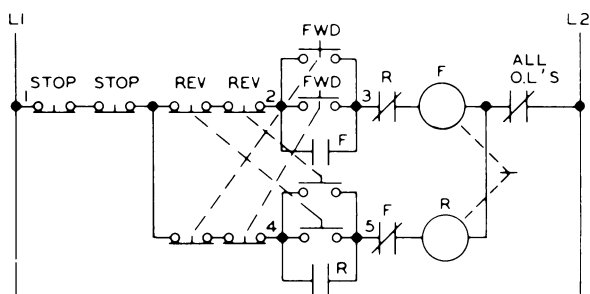 L1
L2
FWD
ALL
O.L'S
STOP STOP REV REV FWD R F
1 2 3
F
4 5 F R
R